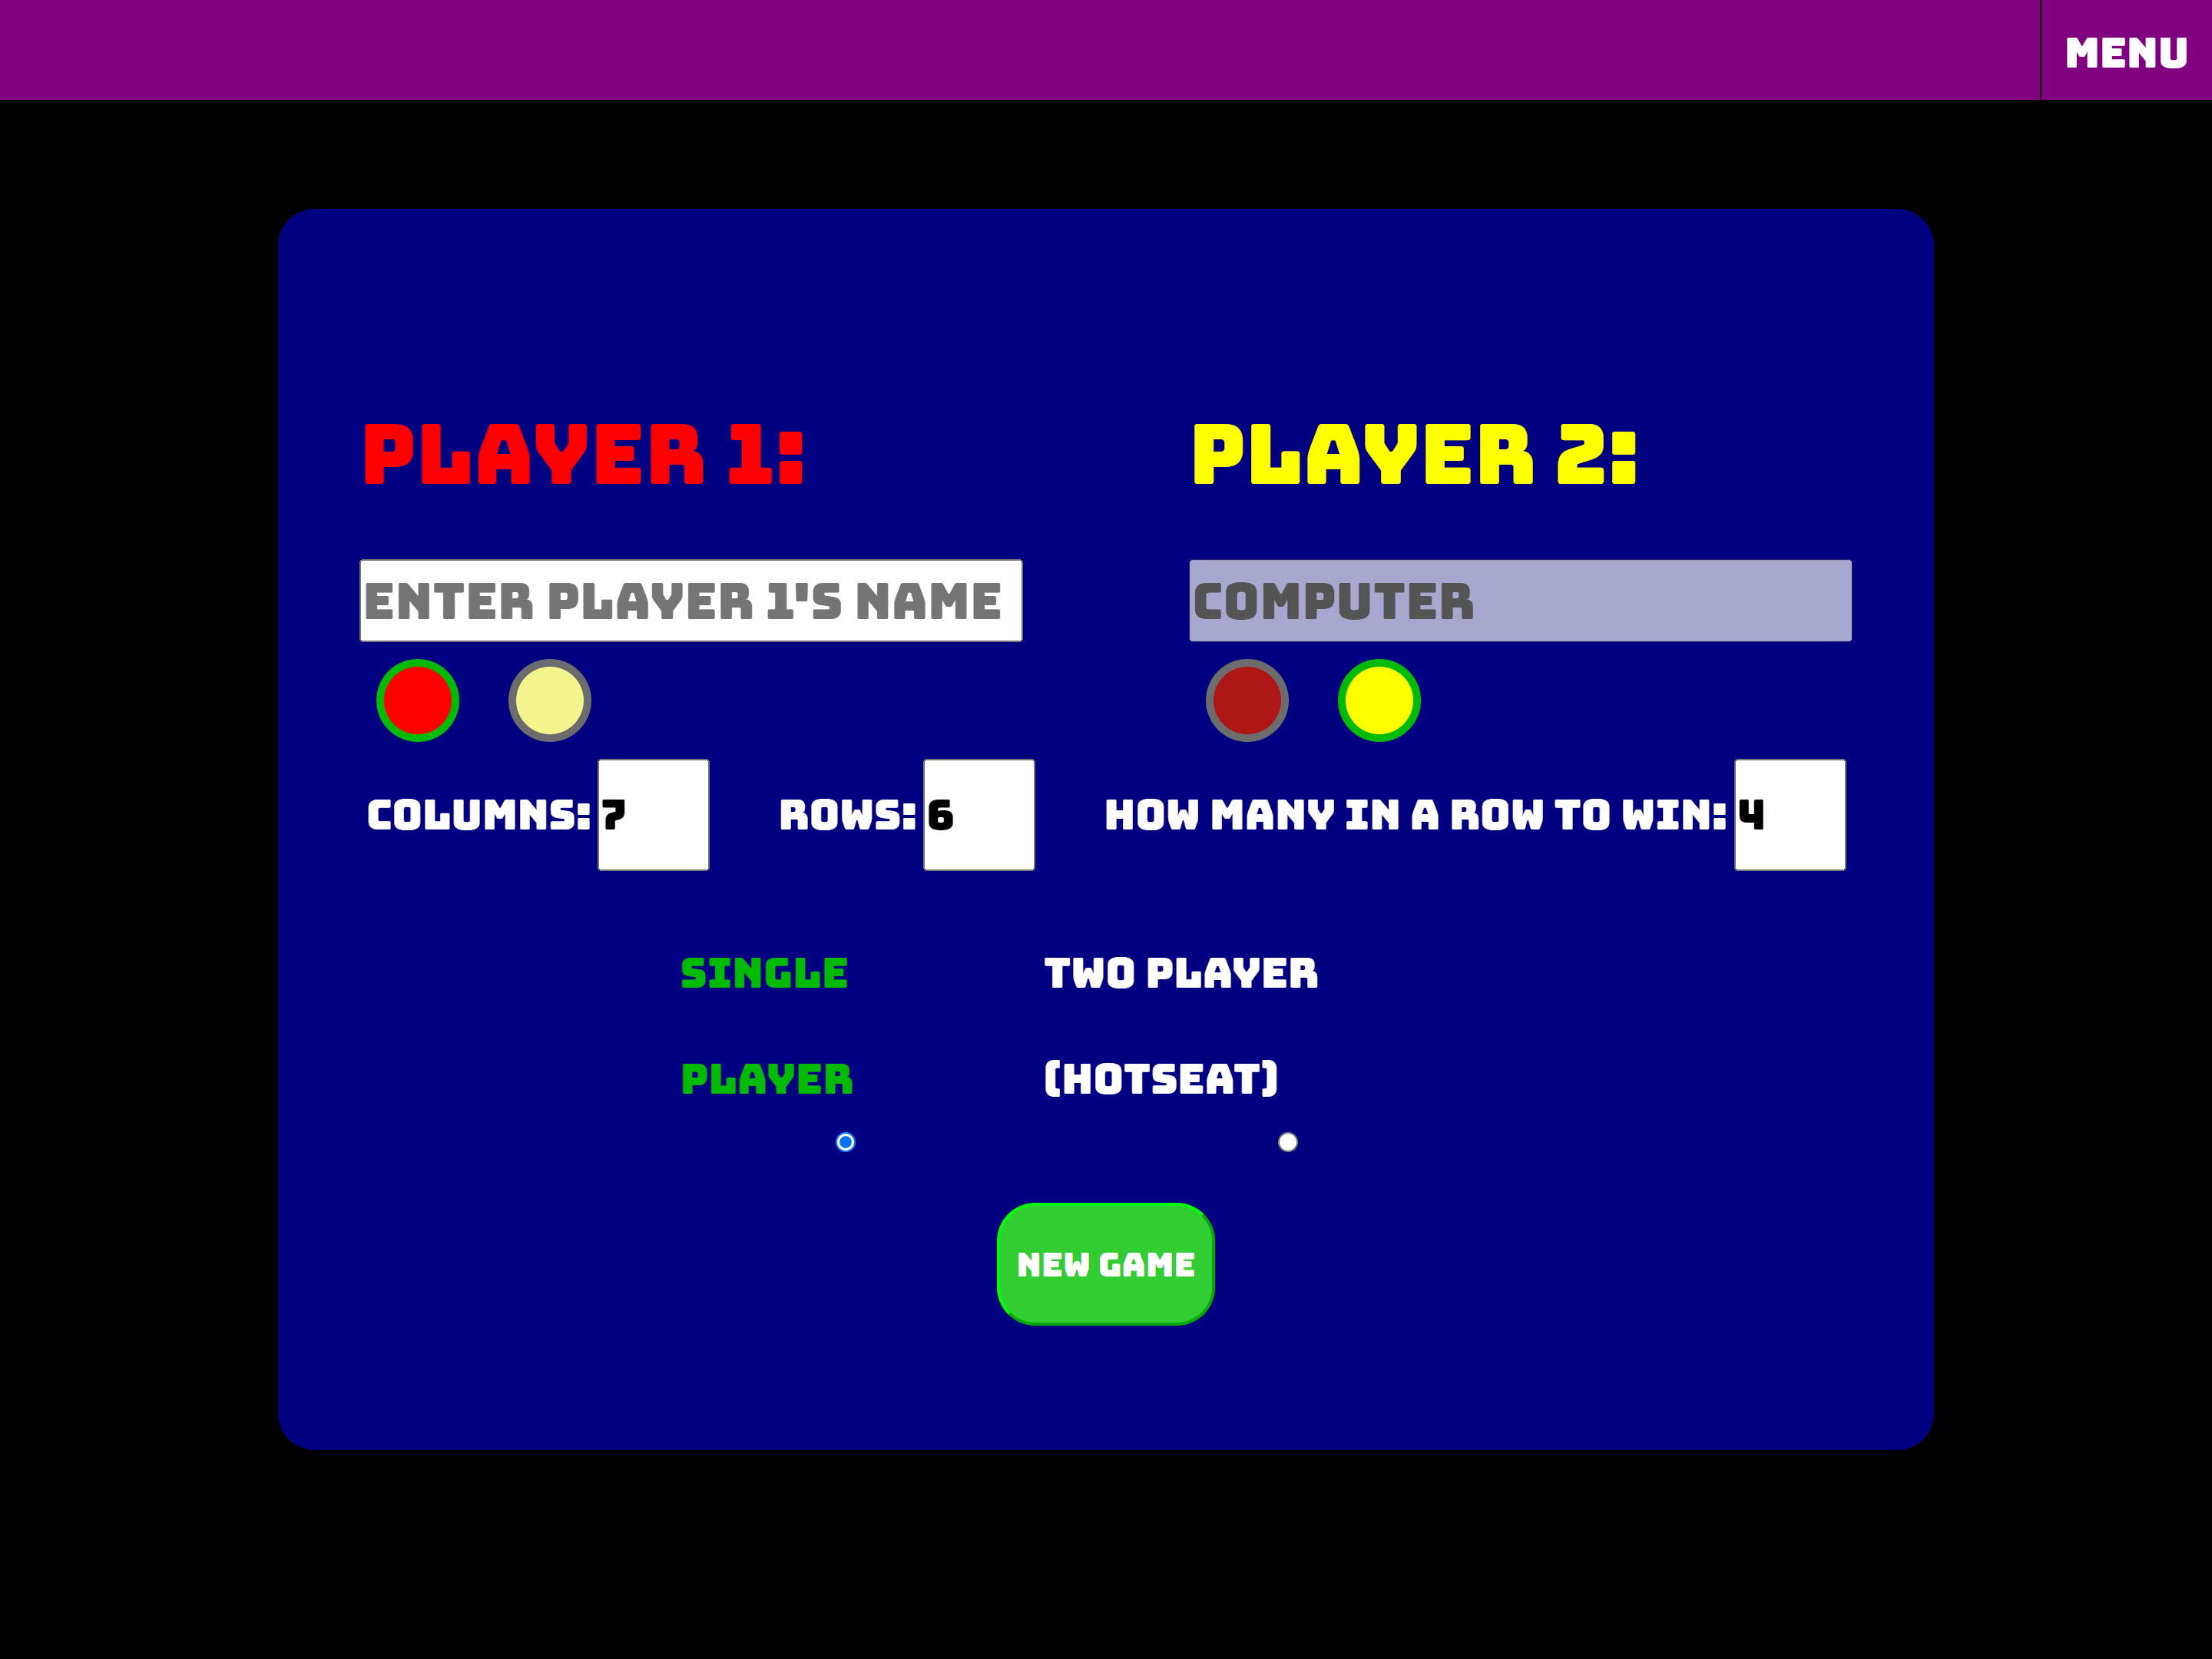 MENU
PLAYER 1:
PLAYER 2:
ENTER PLAYER 1'S NAME
COMPUTER
COLUMNS: 7
ROWS: 6
HOW MANY IN A ROW TO WIN: 4
SINGLE
PLAYER
TWO PLAYER
(HOTSEAT)
NEW GAME